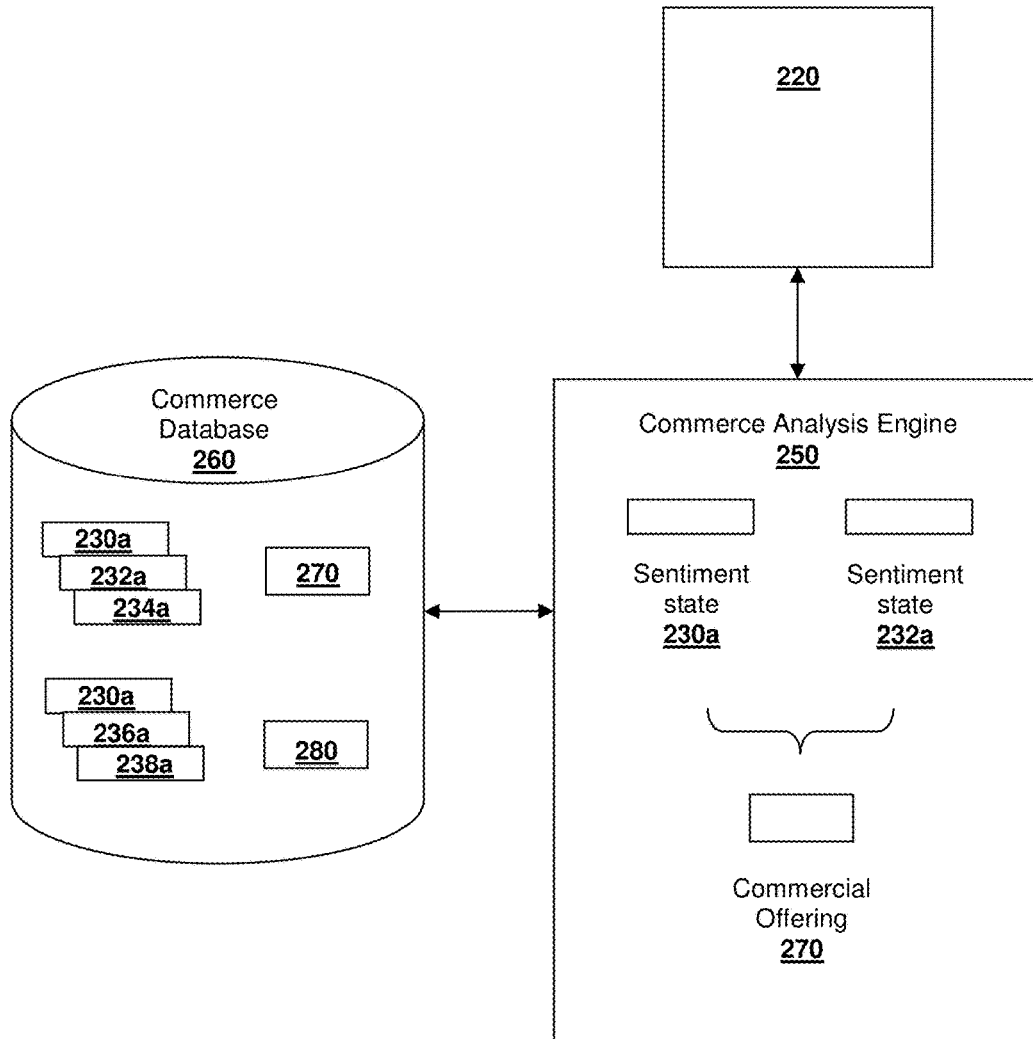 220
Commerce
Database
260
230a
232a
234a
270
230a
236a
238a
280
Commerce Analysis Engine
250
Sentiment
state
230a
Sentiment
state
232a
Commercial
Offering
270